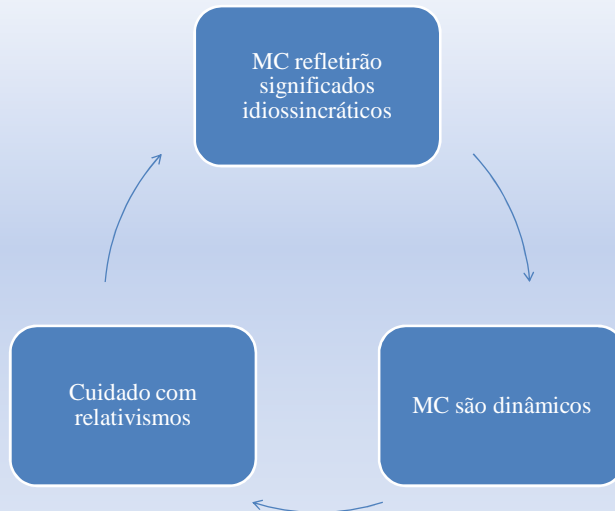 MC refletirão
significados
idiossincráticos
MC são dinâmicos
Cuidado com
relativismos